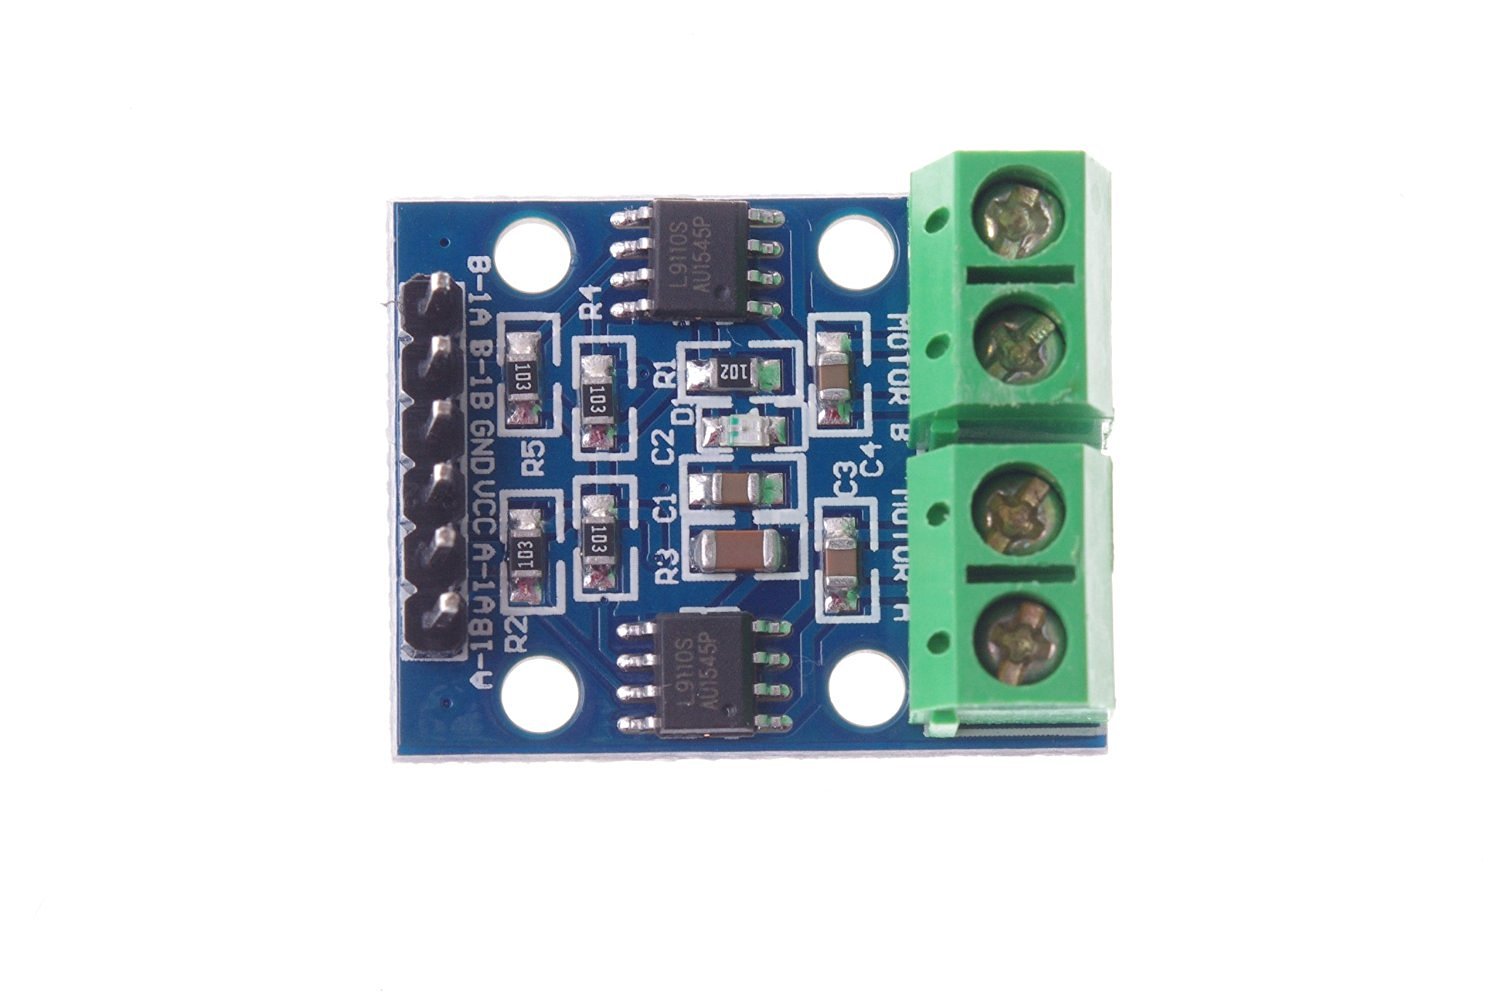 B-1A
B-1B
GND
VCC
A-1A
A-1B
R5
R4
R2
R3
R1
D1
C2
C1
C3
C4
103
103
103
103
102
L9110S
AU1545P
L9110S
AU1545P
MOTOR B
MOTOR A